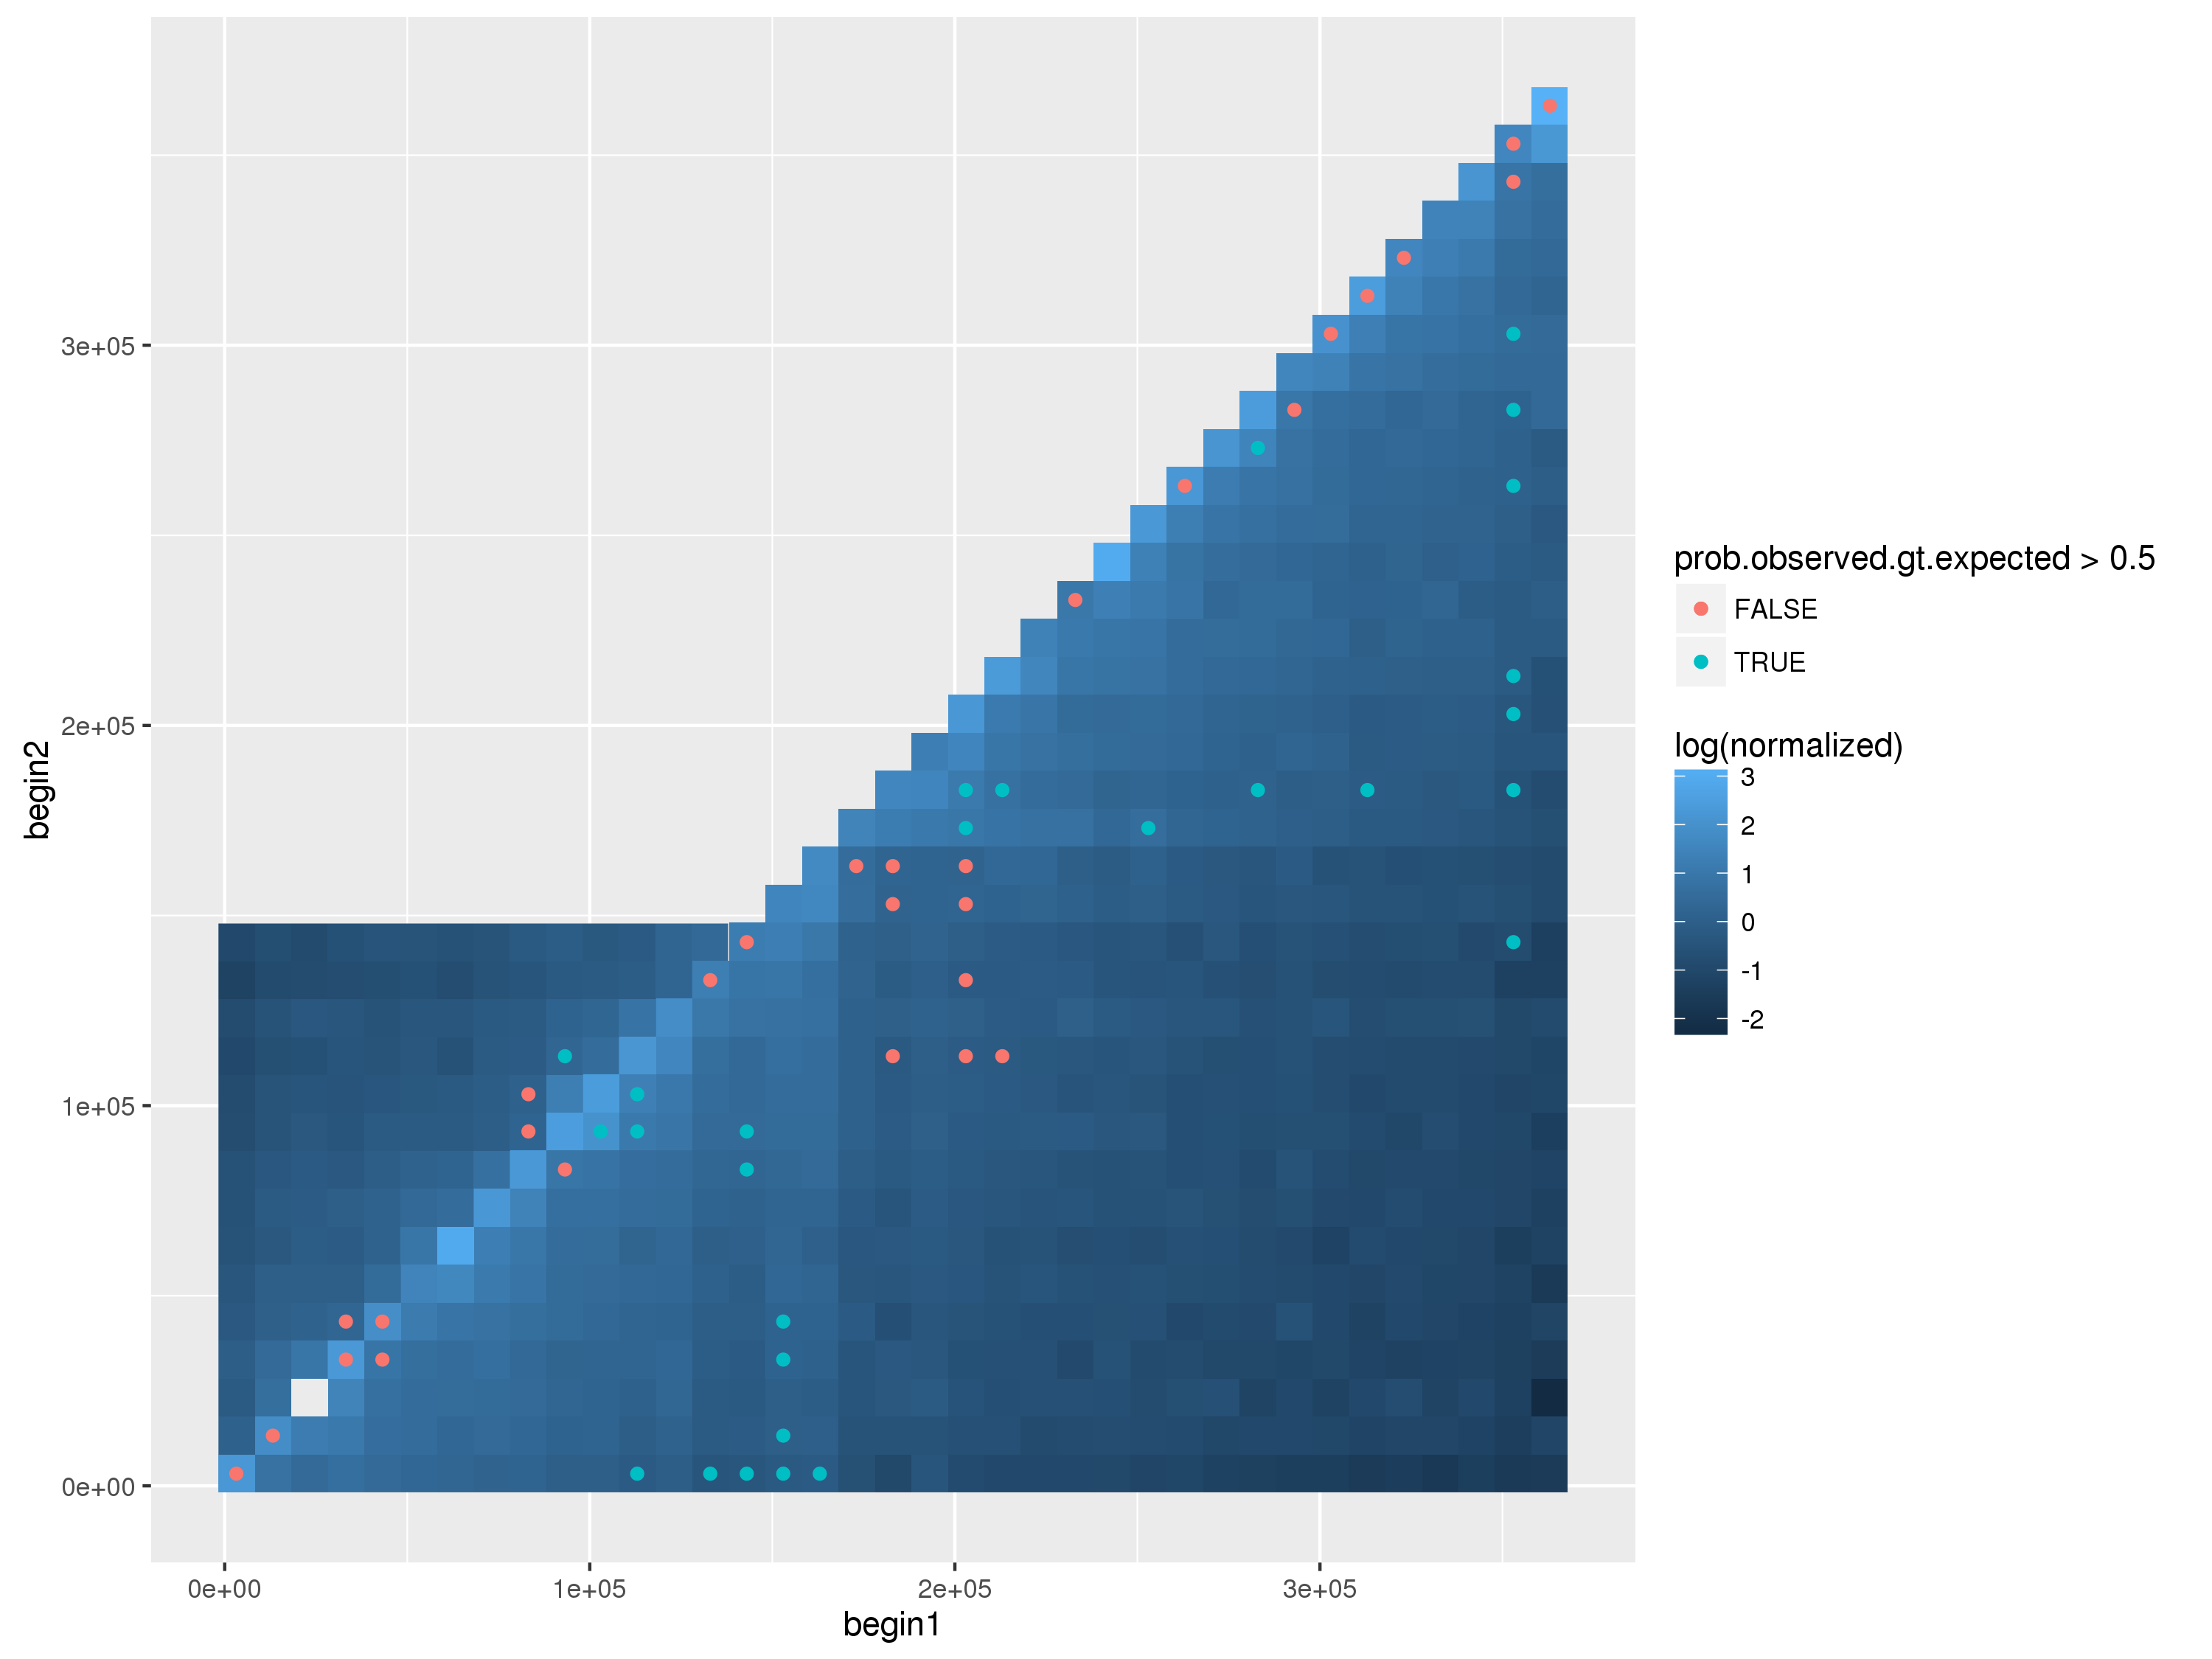 3e+05
2e+05
1e+05
0e+00
begin2
0e+00 1e+05 2e+05 3e+05
begin1
prob.observed.gt.expected > 0.5
FALSE
TRUE
log(normalized)
3
2
1
0
-1
-2